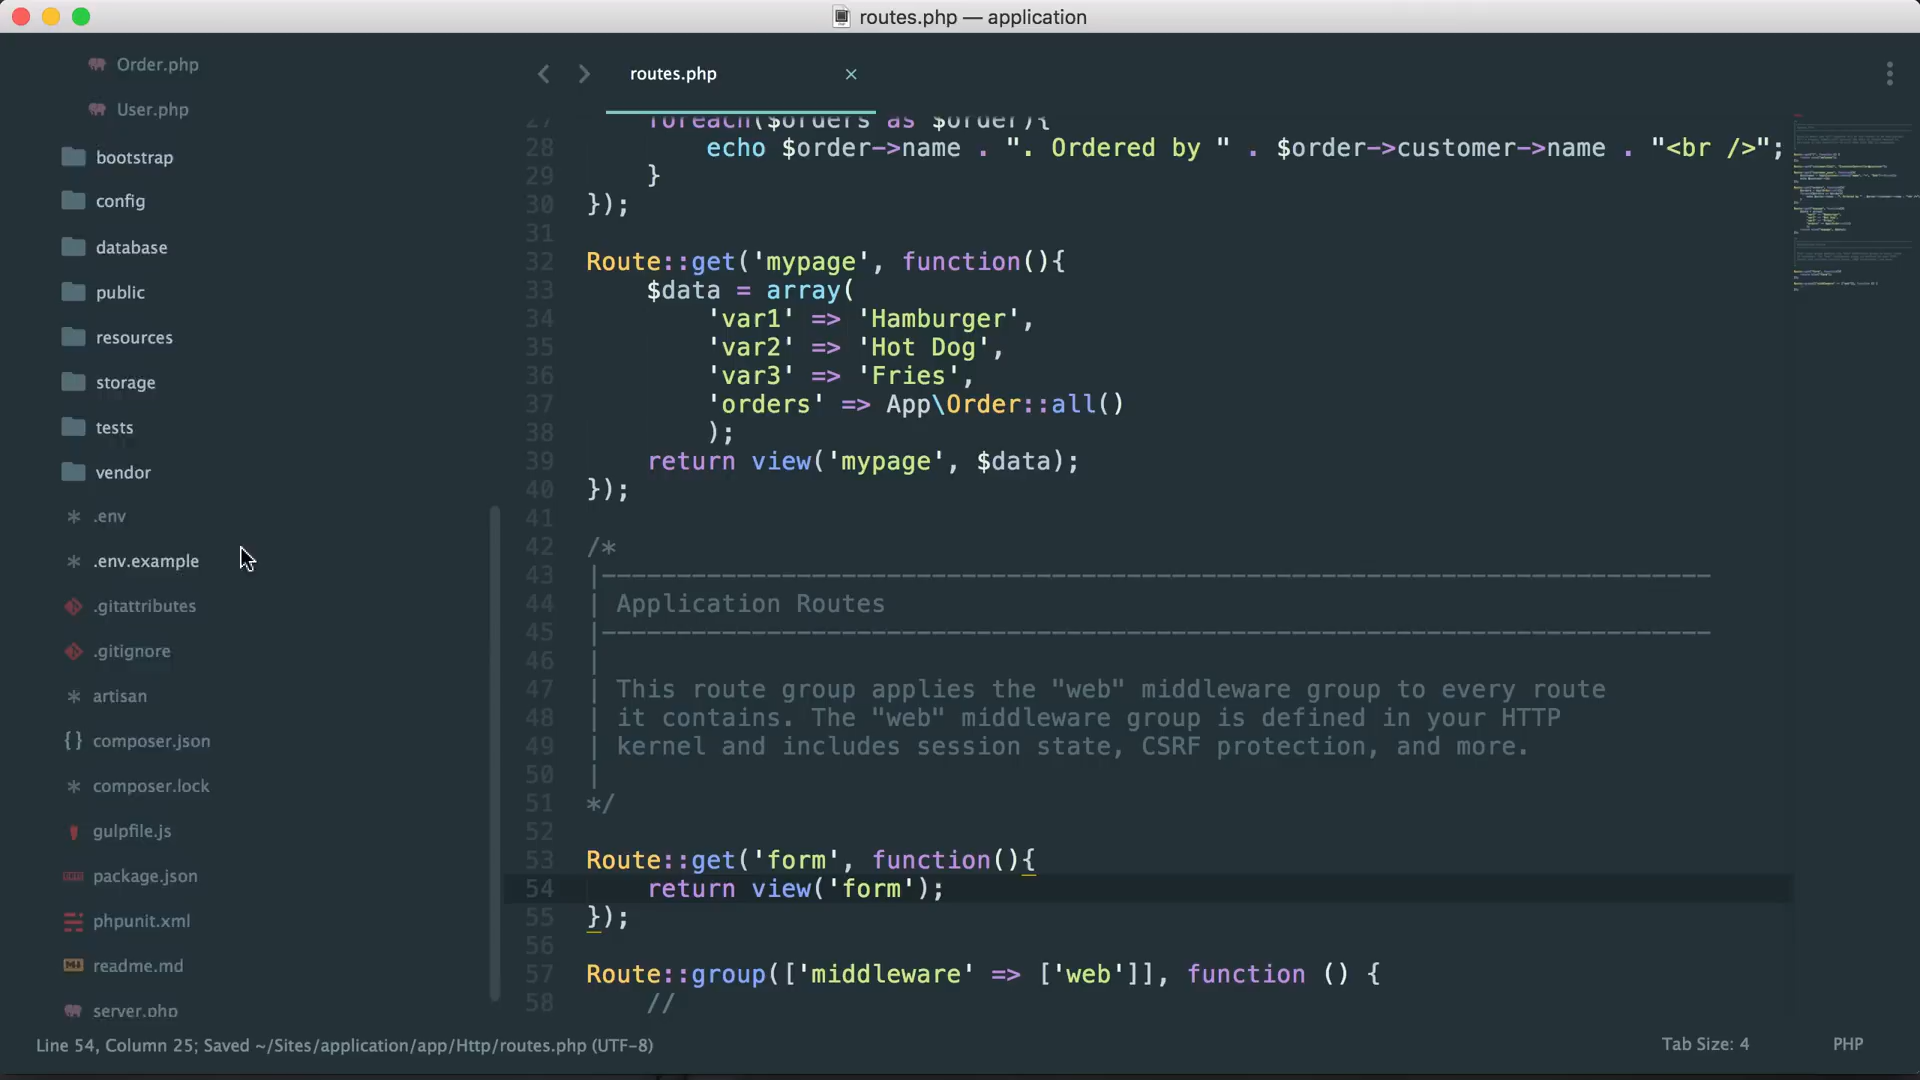 routes.php — application
Order.php
User.php
bootstrap
config
database
public
resources
storage
tests
vendor
.env
.env.example
.gitattributes
.gitignore
artisan
composer.json
composer.lock
gulpfile.js
package.json
phpunit.xml
readme.md
server.php
routes.php ×
27     foreach($orders as $order){
28         echo $order->name . ". Ordered by " . $order->customer->name . "<br />";
29     }
30 });
31
32 Route::get('mypage', function(){
33     $data = array(
34         'var1' => 'Hamburger',
35         'var2' => 'Hot Dog',
36         'var3' => 'Fries',
37         'orders' => App\Order::all()
38         );
39     return view('mypage', $data);
40 });
41
42 /*
43 |--------------------------------------------------------------------------
44 | Application Routes
45 |--------------------------------------------------------------------------
46 |
47 | This route group applies the "web" middleware group to every route
48 | it contains. The "web" middleware group is defined in your HTTP
49 | kernel and includes session state, CSRF protection, and more.
50 |
51 */
52
53 Route::get('form', function(){
54     return view('form');
55 });
56
57 Route::group(['middleware' => ['web']], function () {
58     //
Line 54, Column 25; Saved ~/Sites/application/app/Http/routes.php (UTF-8)
Tab Size: 4
PHP